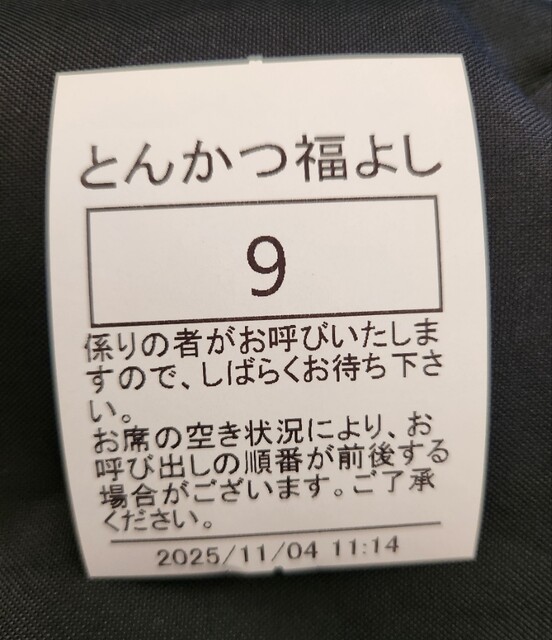 とんかつ福よし
9
係りの者がお呼びいたしま
すので、しばらくお待ち下さ
い。
お席の空き状況により、お
呼び出しの順番が前後する
場合がございます。ご了承
ください。
2025/11/04 11:14